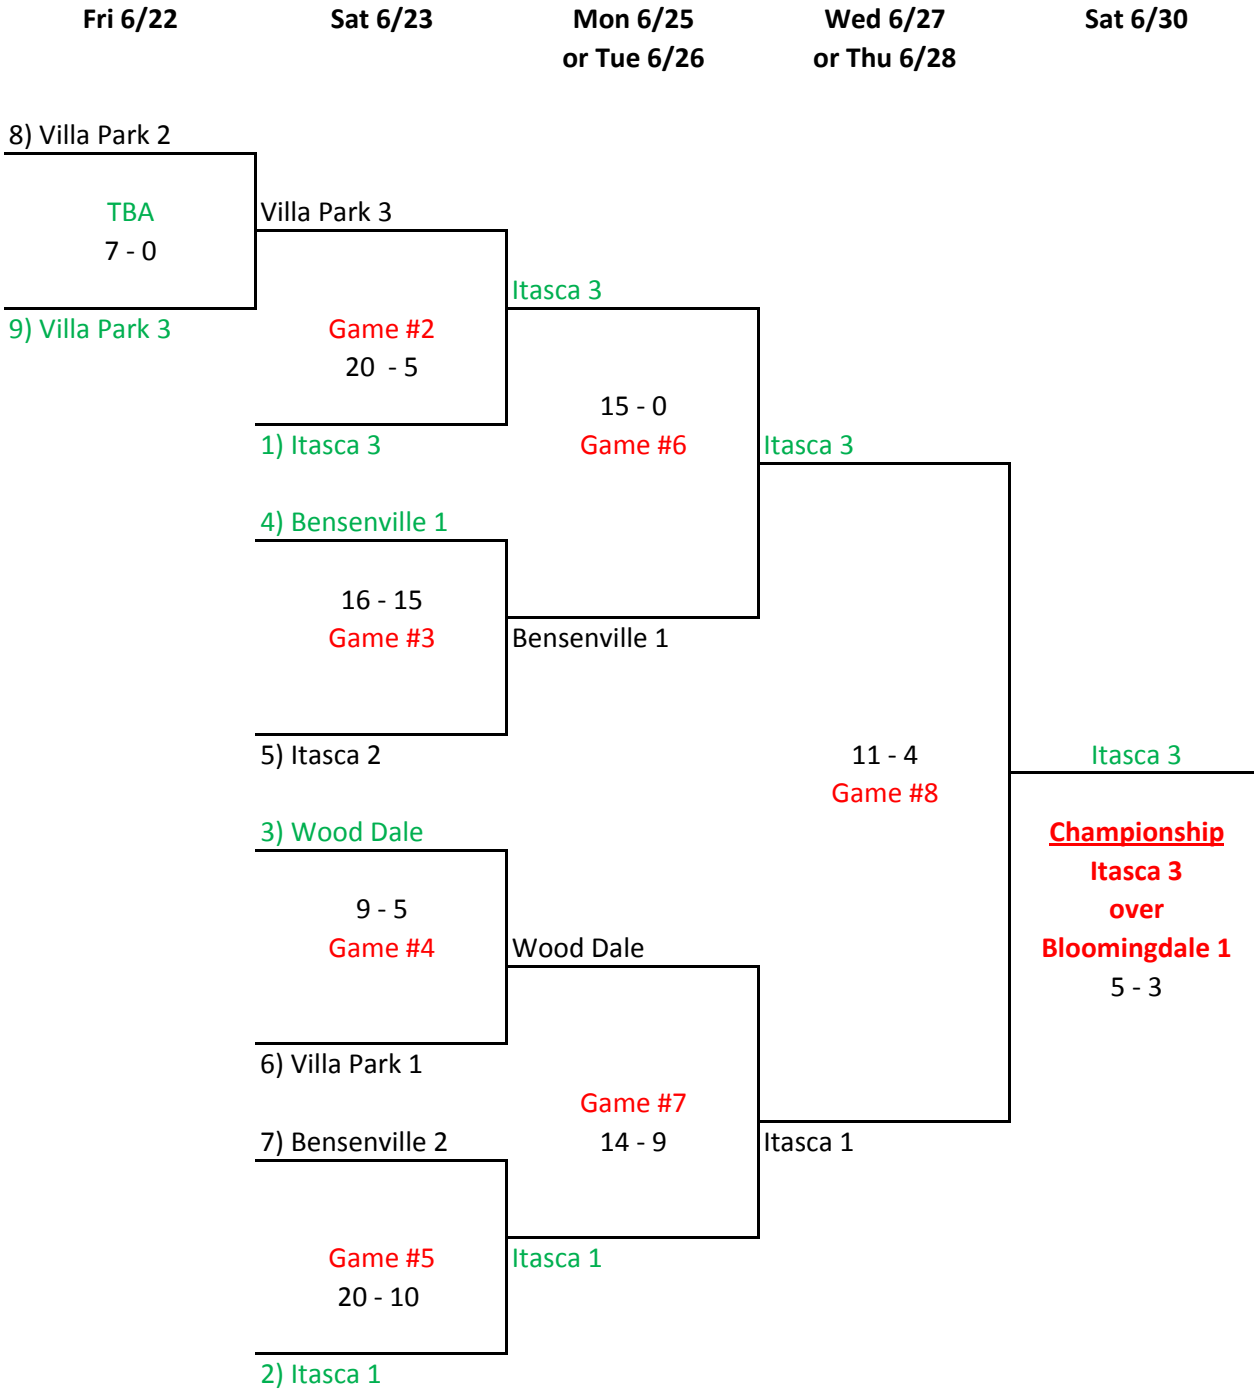 Fri 6/22
Sat 6/23
Mon 6/25
or Tue 6/26
Wed 6/27
or Thu 6/28
Sat 6/30
8) Villa Park 2
TBA
7 - 0
9) Villa Park 3
Villa Park 3
Game #2
20 - 5
1) Itasca 3
4) Bensenville 1
16 - 15
Game #3
5) Itasca 2
3) Wood Dale
9 - 5
Game #4
6) Villa Park 1
7) Bensenville 2
Game #5
20 - 10
2) Itasca 1
Itasca 3
15 - 0
Game #6
Bensenville 1
Wood Dale
Game #7
14 - 9
Itasca 1
Itasca 3
11 - 4
Game #8
Itasca 1
Itasca 3
Championship
Itasca 3
over
Bloomingdale 1
5 - 3